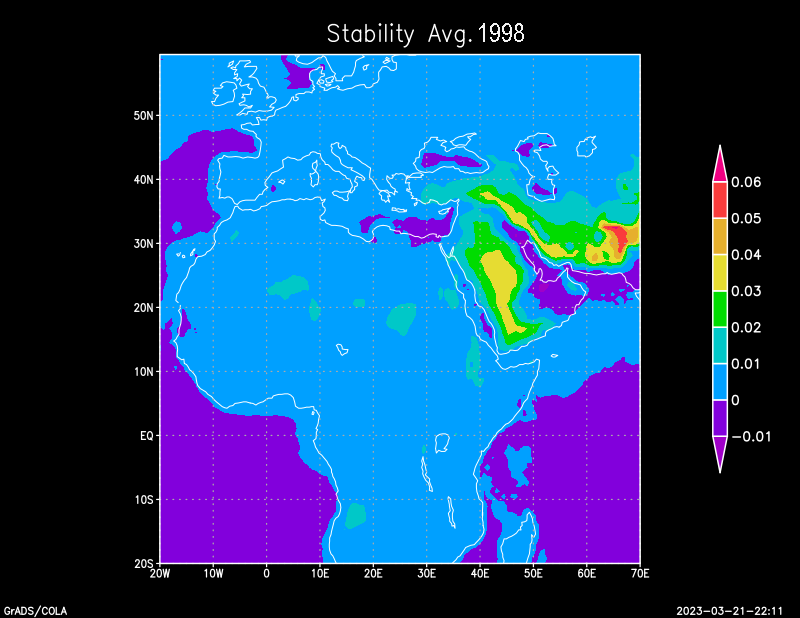 Stability Avg.1998
50N
40N
30N
20N
10N
EQ
10S
20S
20W 10W 0 10E 20E 30E 40E 50E 60E 70E
0.06
0.05
0.04
0.03
0.02
0.01
0
-0.01
GrADS/COLA
2023-03-21-22:11